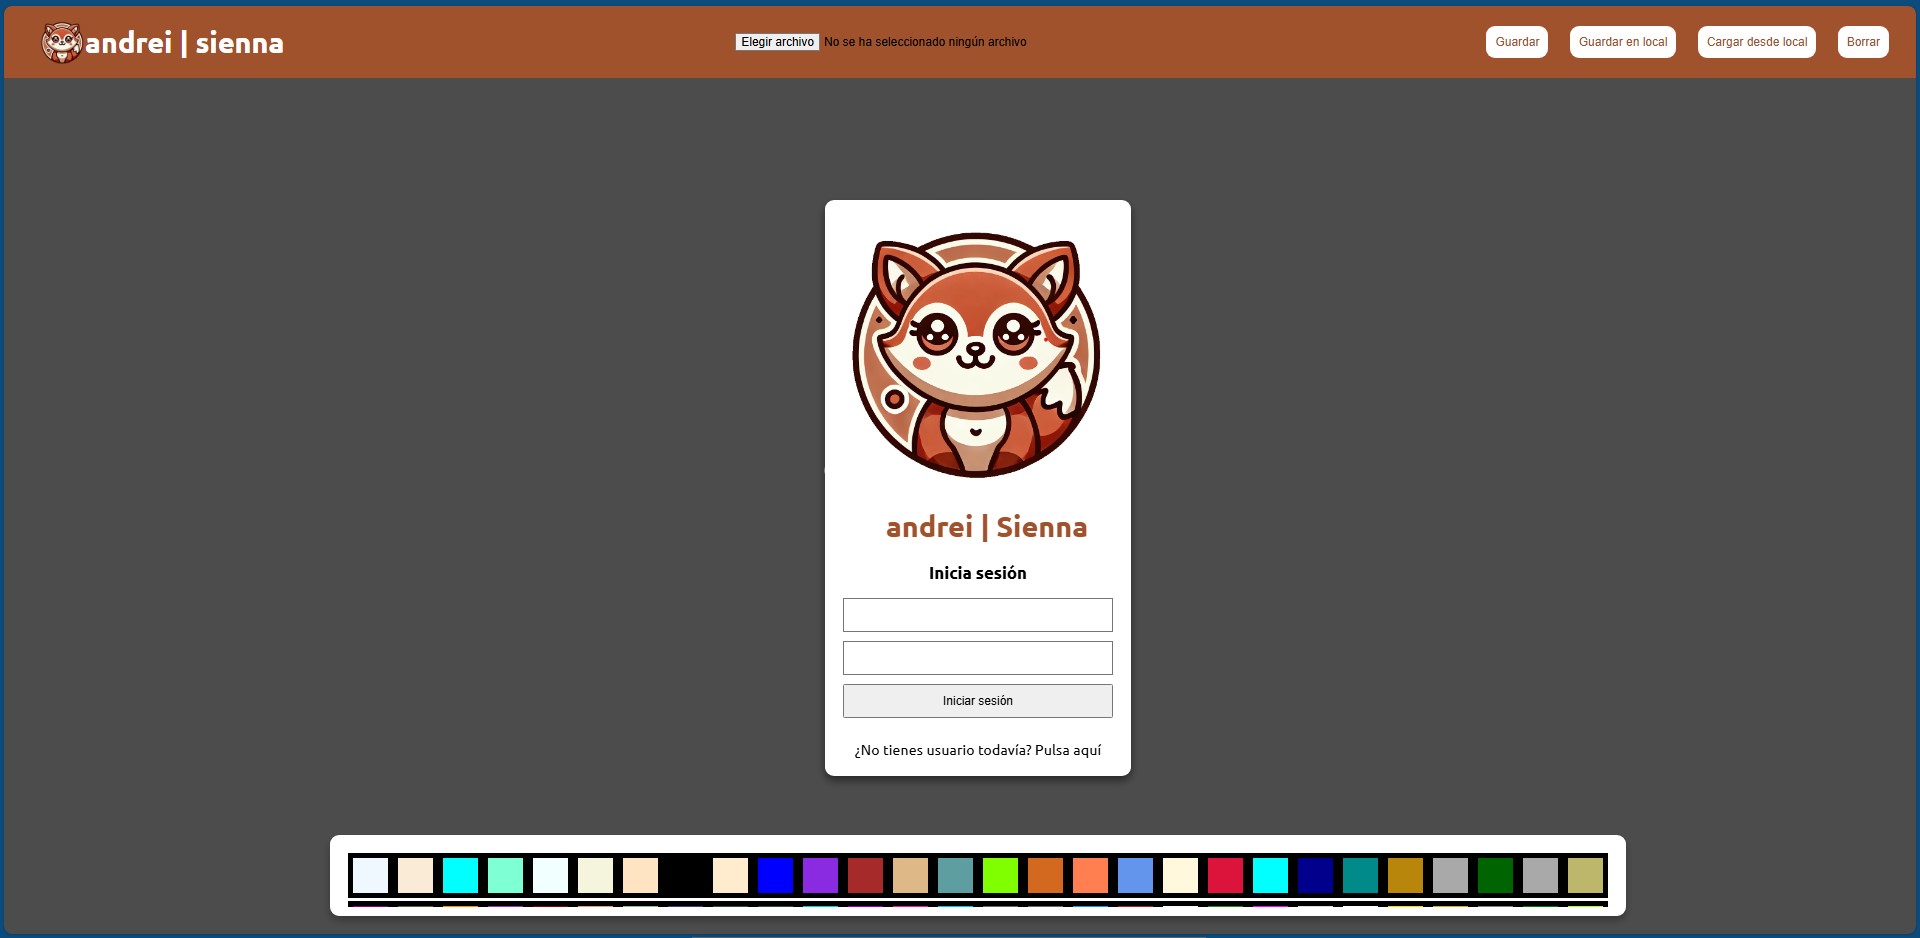 andrei | sienna
Elegir archivo No se ha seleccionado ningún archivo
Guardar
Guardar en local
Cargar desde local
Borrar
andrei | Sienna
Inicia sesión
Iniciar sesión
¿No tienes usuario todavía? Pulsa aquí